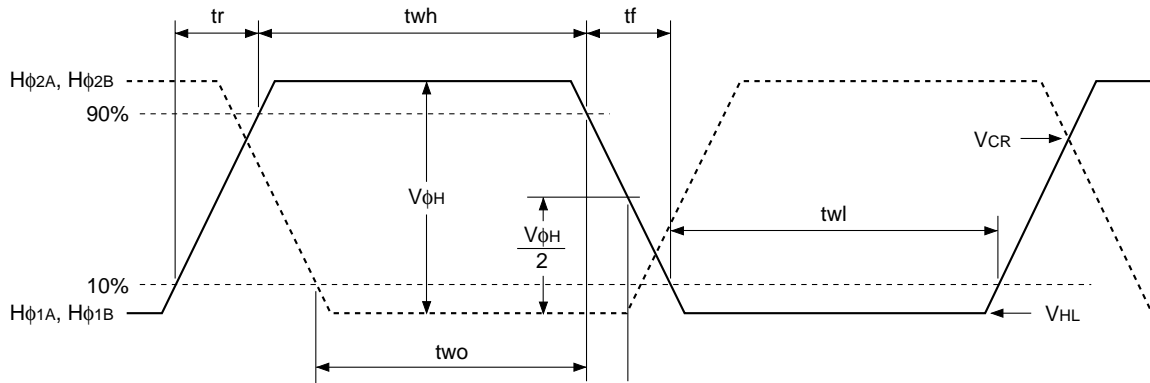 tr
twh
tf
Hϕ2A, Hϕ2B
90%
VCR
VϕH
VϕH
2
twl
10%
Hϕ1A, Hϕ1B
VHL
two